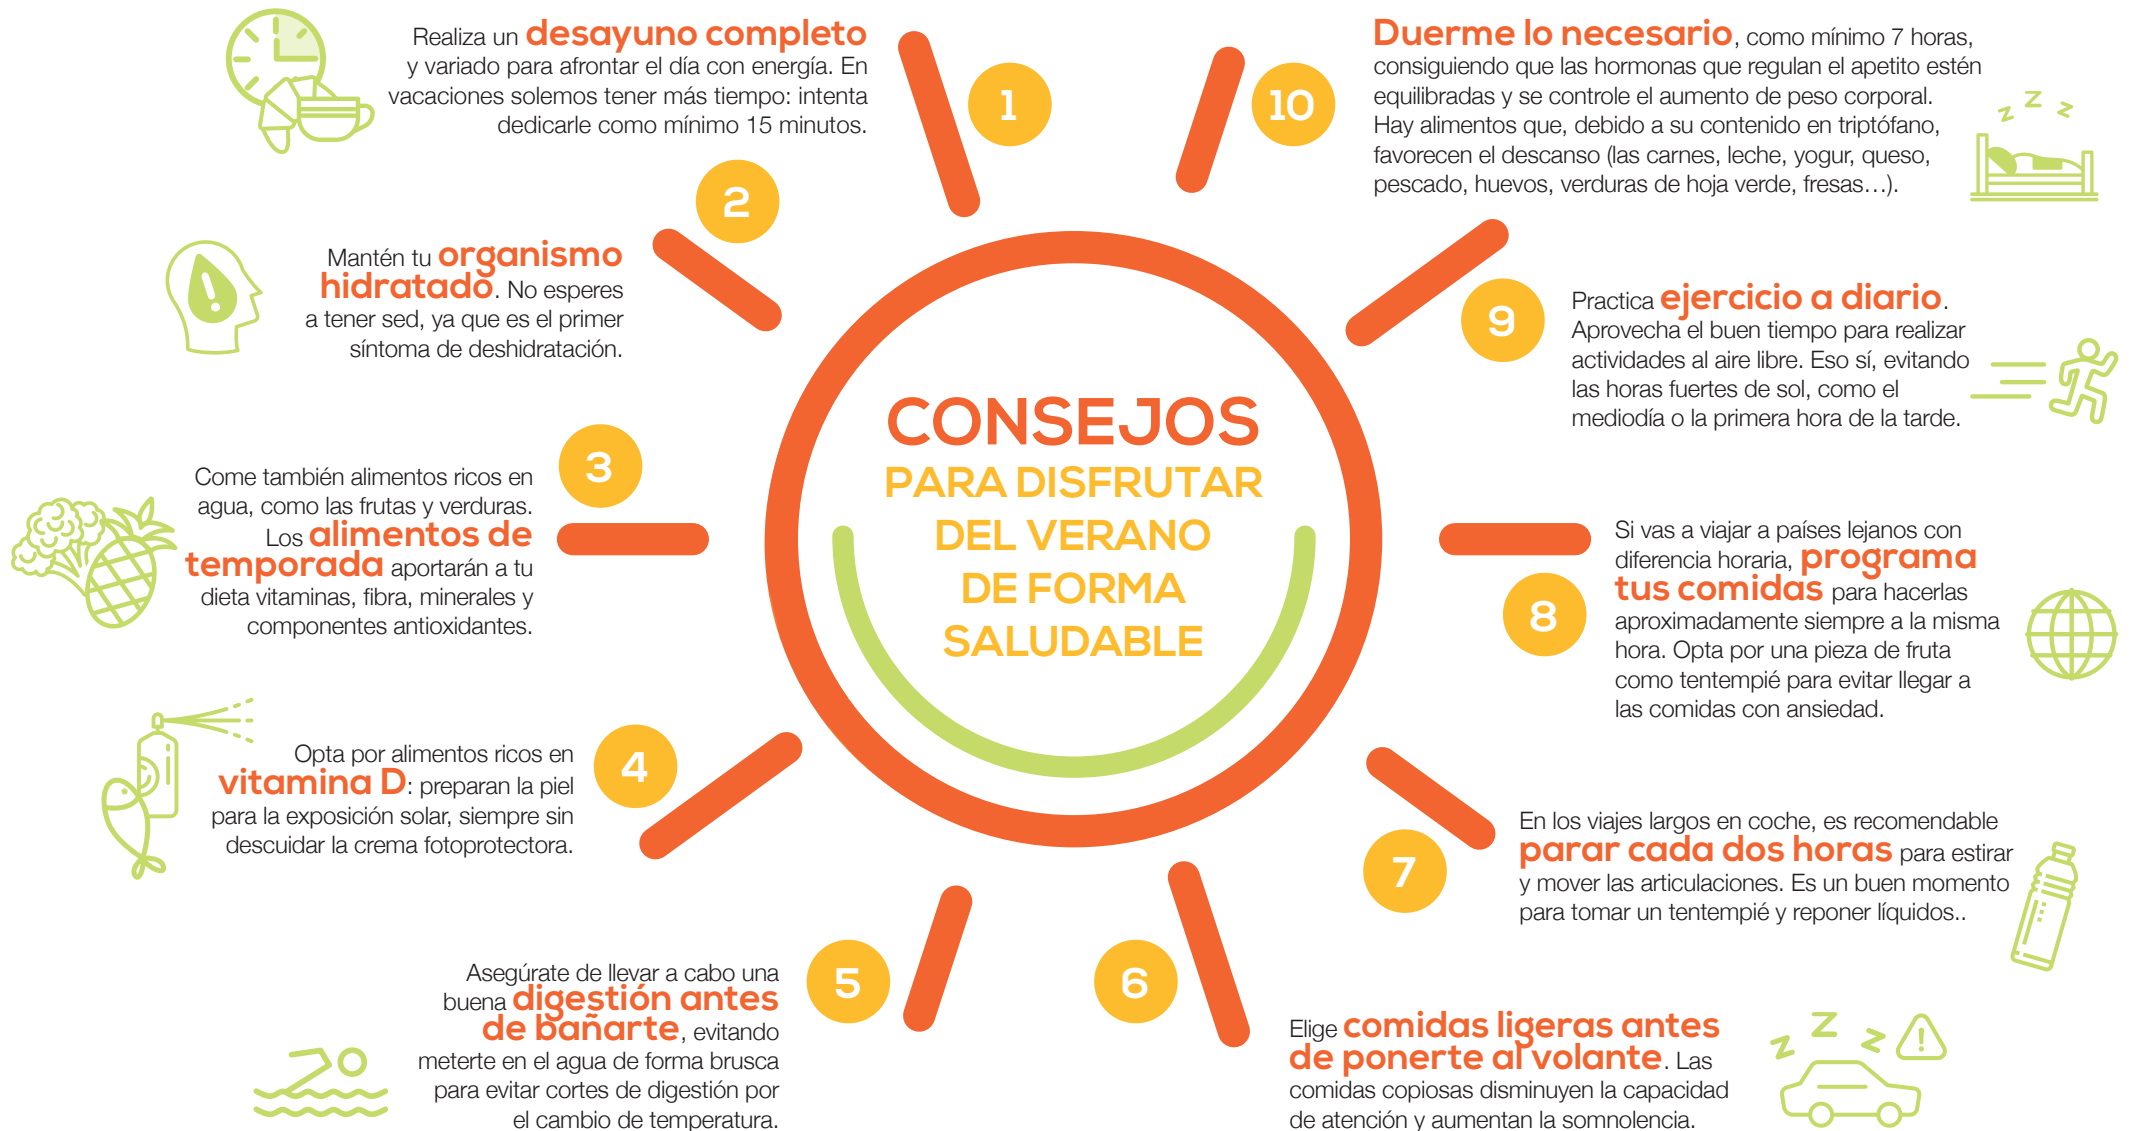 CONSEJOS
PARA DISFRUTAR
DEL VERANO
DE FORMA
SALUDABLE
1
Realiza un desayuno completo
y variado para afrontar el día con energía. En
vacaciones solemos tener más tiempo: intenta
dedicarle como mínimo 15 minutos.
2
Mantén tu organismo
hidratado. No esperes
a tener sed, ya que es el primer
síntoma de deshidratación.
3
Come también alimentos ricos en
agua, como las frutas y verduras.
Los alimentos de
temporada aportarán a tu
dieta vitaminas, fibra, minerales y
componentes antioxidantes.
4
Opta por alimentos ricos en
vitamina D: preparan la piel
para la exposición solar, siempre sin
descuidar la crema fotoprotectora.
5
Asegúrate de llevar a cabo una
buena digestión antes
de bañarte, evitando
meterte en el agua de forma brusca
para evitar cortes de digestión por
el cambio de temperatura.
6
Elige comidas ligeras antes
de ponerte al volante. Las
comidas copiosas disminuyen la capacidad
de atención y aumentan la somnolencia.
Z Z Z !
7
En los viajes largos en coche, es recomendable
parar cada dos horas para estirar
y mover las articulaciones. Es un buen momento
para tomar un tentempié y reponer líquidos..
8
Si vas a viajar a países lejanos con
diferencia horaria, programa
tus comidas para hacerlas
aproximadamente siempre a la misma
hora. Opta por una pieza de fruta
como tentempié para evitar llegar a
las comidas con ansiedad.
9
Practica ejercicio a diario.
Aprovecha el buen tiempo para realizar
actividades al aire libre. Eso sí, evitando
las horas fuertes de sol, como el
mediodía o la primera hora de la tarde.
10
Duerme lo necesario, como mínimo 7 horas,
consiguiendo que las hormonas que regulan el apetito estén
equilibradas y se controle el aumento de peso corporal.
Hay alimentos que, debido a su contenido en triptófano,
favorecen el descanso (las carnes, leche, yogur, queso,
pescado, huevos, verduras de hoja verde, fresas…).
z Z z